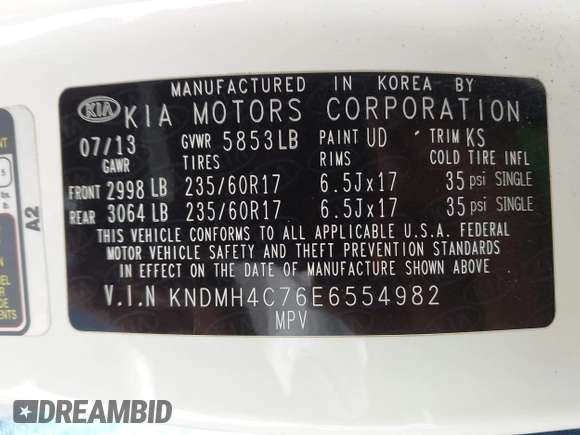 MANUFACTURED IN KOREA BY
KIA KIA MOTORS CORPORATION
07/13 GVWR 5853LB PAINT UD TRIM KS
GAWR TIRES RIMS COLD TIRE INFL
FRONT 2998 LB 235/60R17 6.5Jx17 35 psi SINGLE
REAR 3064 LB 235/60R17 6.5Jx17 35 psi SINGLE
THIS VEHICLE CONFORMS TO ALL APPLICABLE U.S.A. FEDERAL
MOTOR VEHICLE SAFETY AND THEFT PREVENTION STANDARDS
IN EFFECT ON THE DATE OF MANUFACTURE SHOWN ABOVE
V.I.N KNDMH4C76E6554982
MPV
A2
DREAMBID